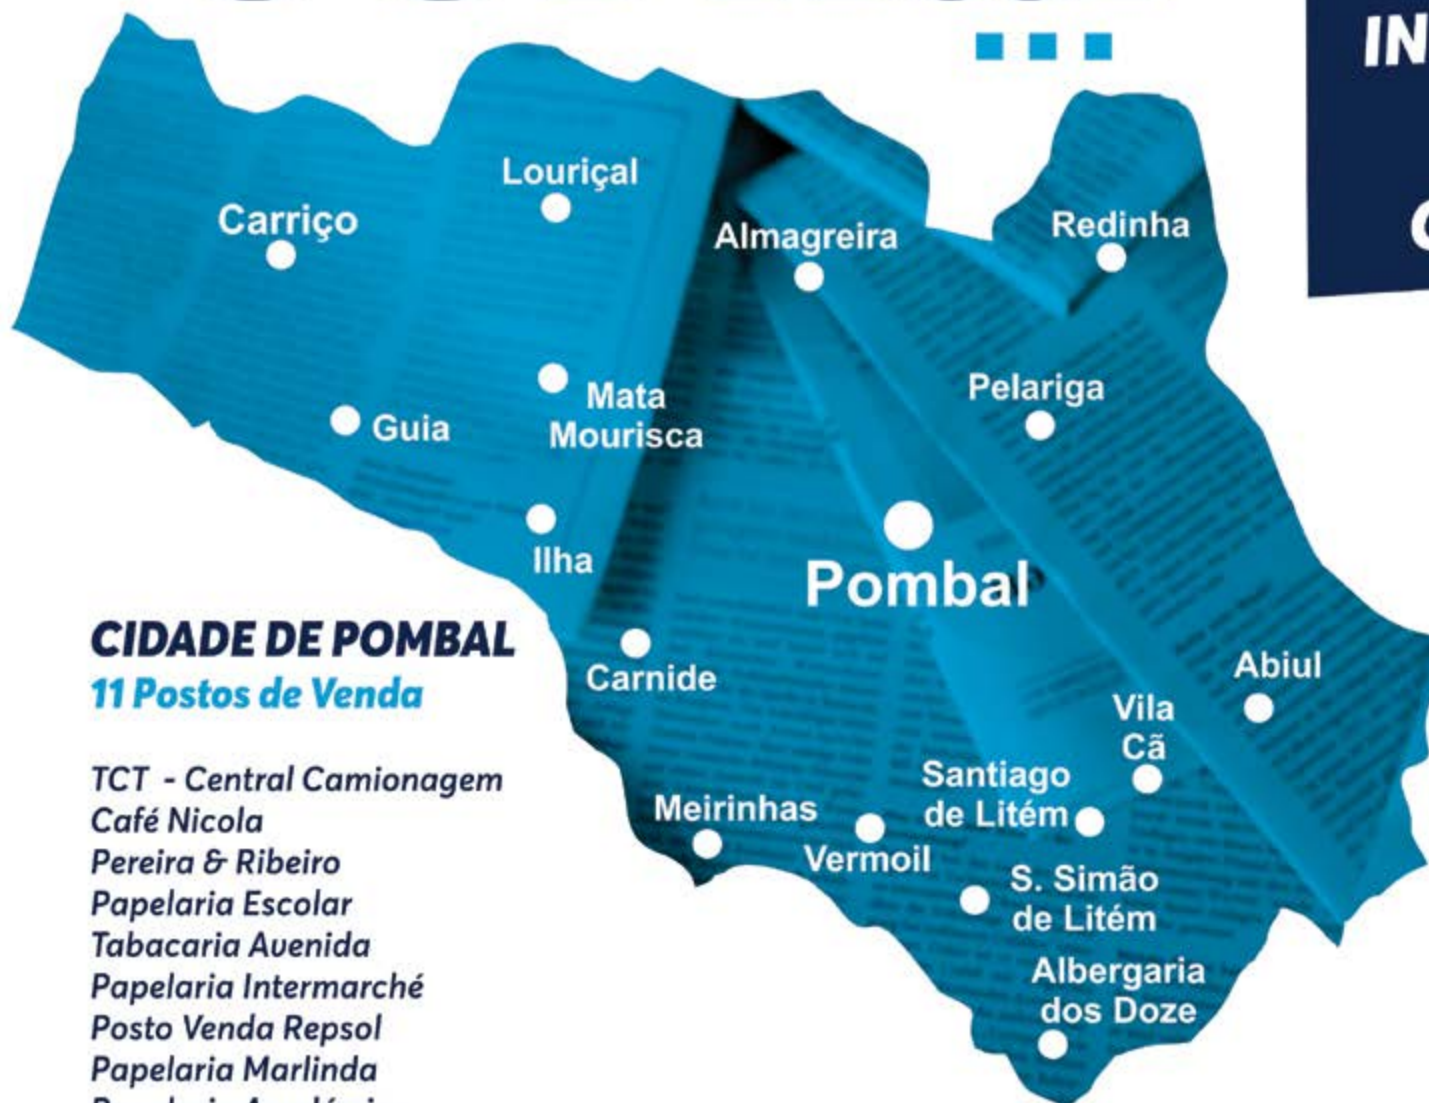 IN
Louriçal
Carriço
Almagreira
Redinha
Mata
Mourisca
Guia
Pelariga
Ilha
Pombal
CIDADE DE POMBAL
11 Postos de Venda
Carnide
Abiul
Vila
Cã
Santiago
de Litém
Meirinhas
Vermoil
S. Simão
de Litém
Albergaria
dos Doze
TCT - Central Camionagem
Café Nicola
Pereira & Ribeiro
Papelaria Escolar
Tabacaria Avenida
Papelaria Intermarché
Posto Venda Repsol
Papelaria Marlinda